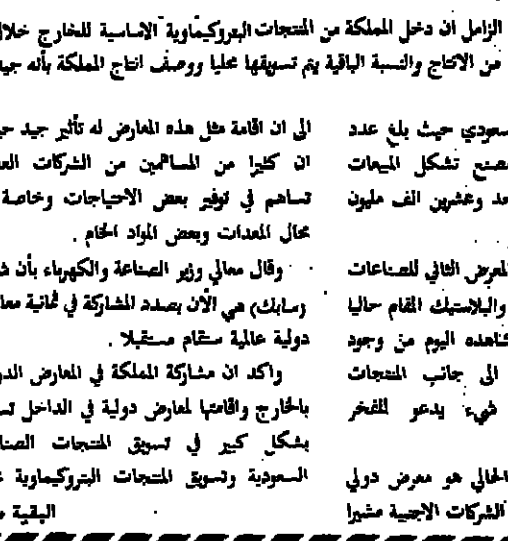 الزامل ان دخل المملكة من المنتجات البتروكيماوية الاساسية للخارج خلال
من الانتاج والنسبة الباقية يتم تسويقها محليا ووصف انتاج المملكة بأنه جيد
سعودي حيث بلغ عدد
مصنع تشكل المبيعات
حد وعشرين الف مليون
المعرض الثاني للصناعات
والبلاستيك المقام حاليا
شاهده اليوم من وجود
الى جانب المنتجات
شيء يدعو للفخر
الحالي هو معرض دولي
الشركات الاجنبية مشيرا
الى ان اقامة مثل هذه المعارض له تأثير جيد حي
ان كثيرا من المساهمين من الشركات الع
تساهم في توفير بعض الاحتياجات وخاصة
مجال المعدات وبعض المواد الخام .
وقال معالي وزير الصناعة والكهرباء بأن ش
(سابك) هي الآن بصدد المشاركة في ثمانية معا
دولية عالمية ستقام مستقبلا .
واكد ان مشاركة المملكة في المعارض الدو
بالخارج واقامتها لمعارض دولية في الداخل تس
بشكل كبير في تسويق المنتجات الصنا
السعودية وتسويق المنتجات البتروكيماوية
البقية